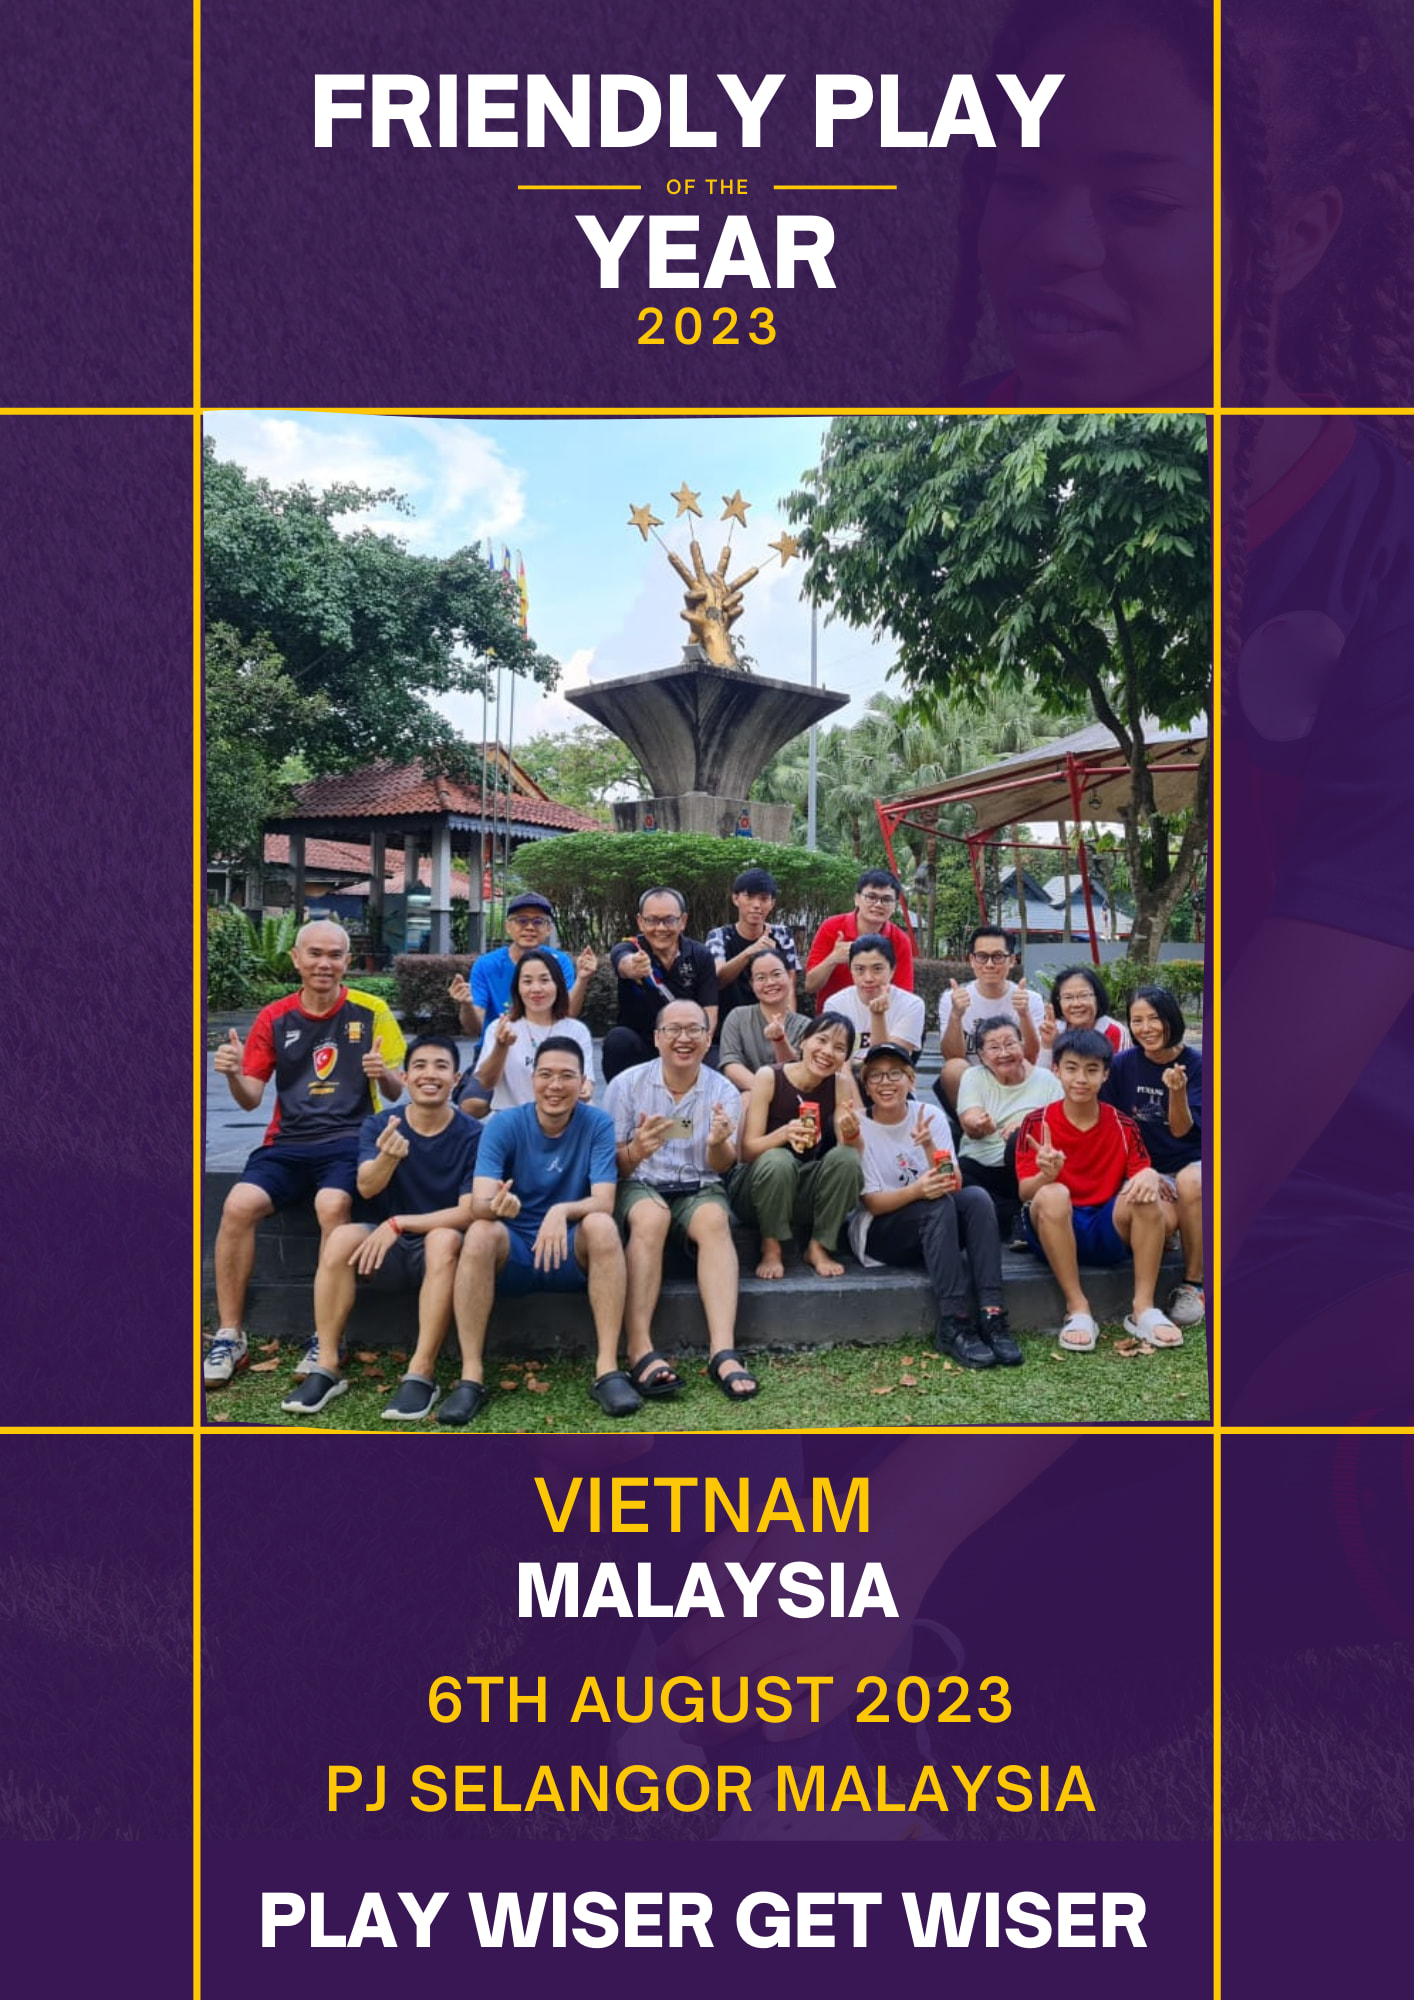 FRIENDLY PLAY
OF THE
YEAR
2023
VIETNAM
MALAYSIA
6TH AUGUST 2023
PJ SELANGOR MALAYSIA
PLAY WISER GET WISER